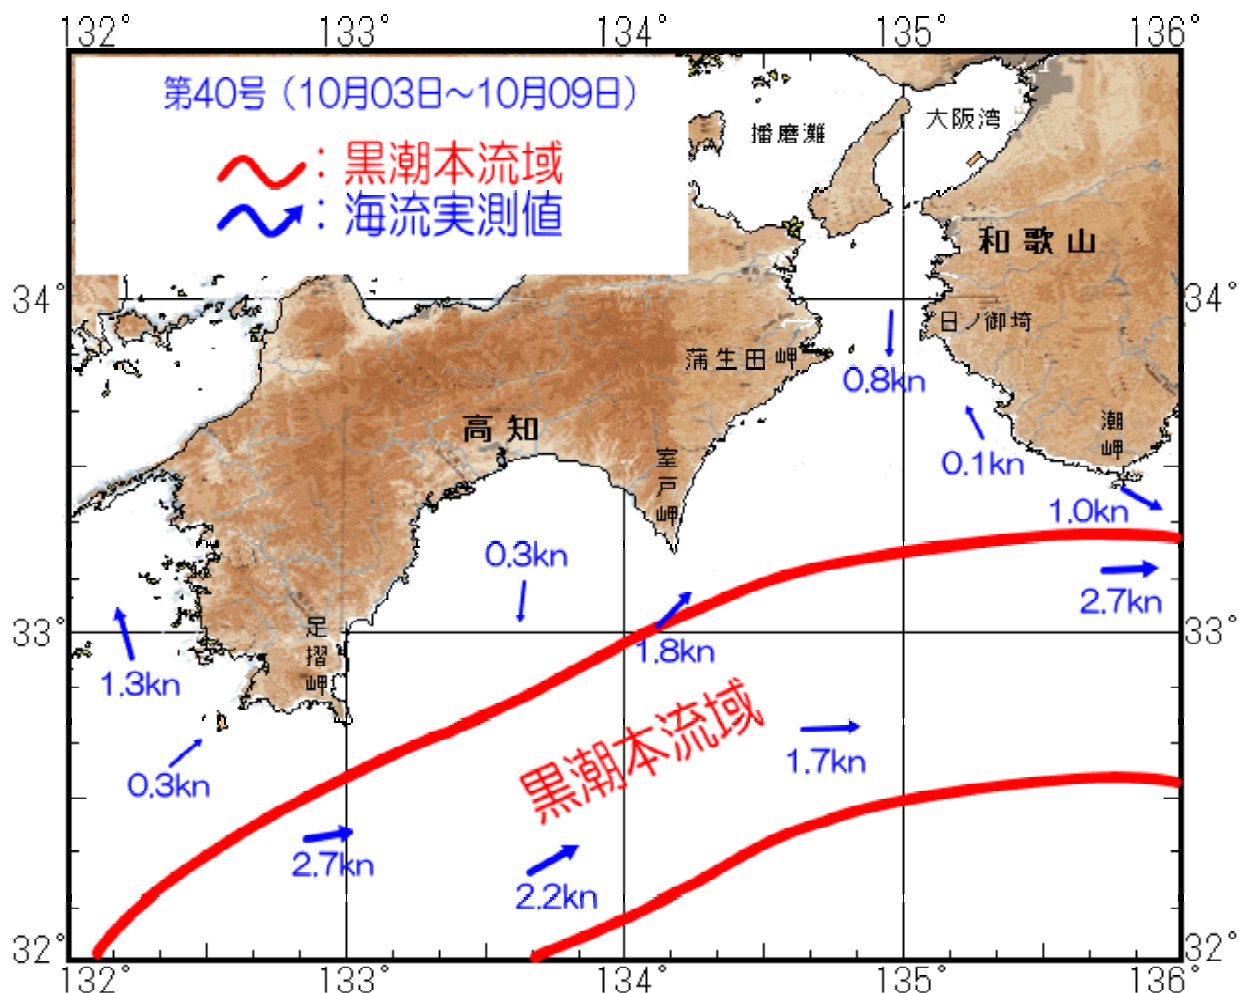 132° 133° 134° 135° 136°
第40号（10月03日～10月09日）
：黒潮本流域
：海流実測値
播磨灘
大阪湾
和歌山
34°
34°
日ノ御埼
蒲生田岬
0.8kn
高知
潮岬
室戸岬
0.1kn
1.0kn
0.3kn
2.7kn
33°
33°
足摺岬
1.8kn
1.3kn
黒潮本流域
1.7kn
0.3kn
2.7kn
2.2kn
32°
32°
132° 133° 134° 135° 136°